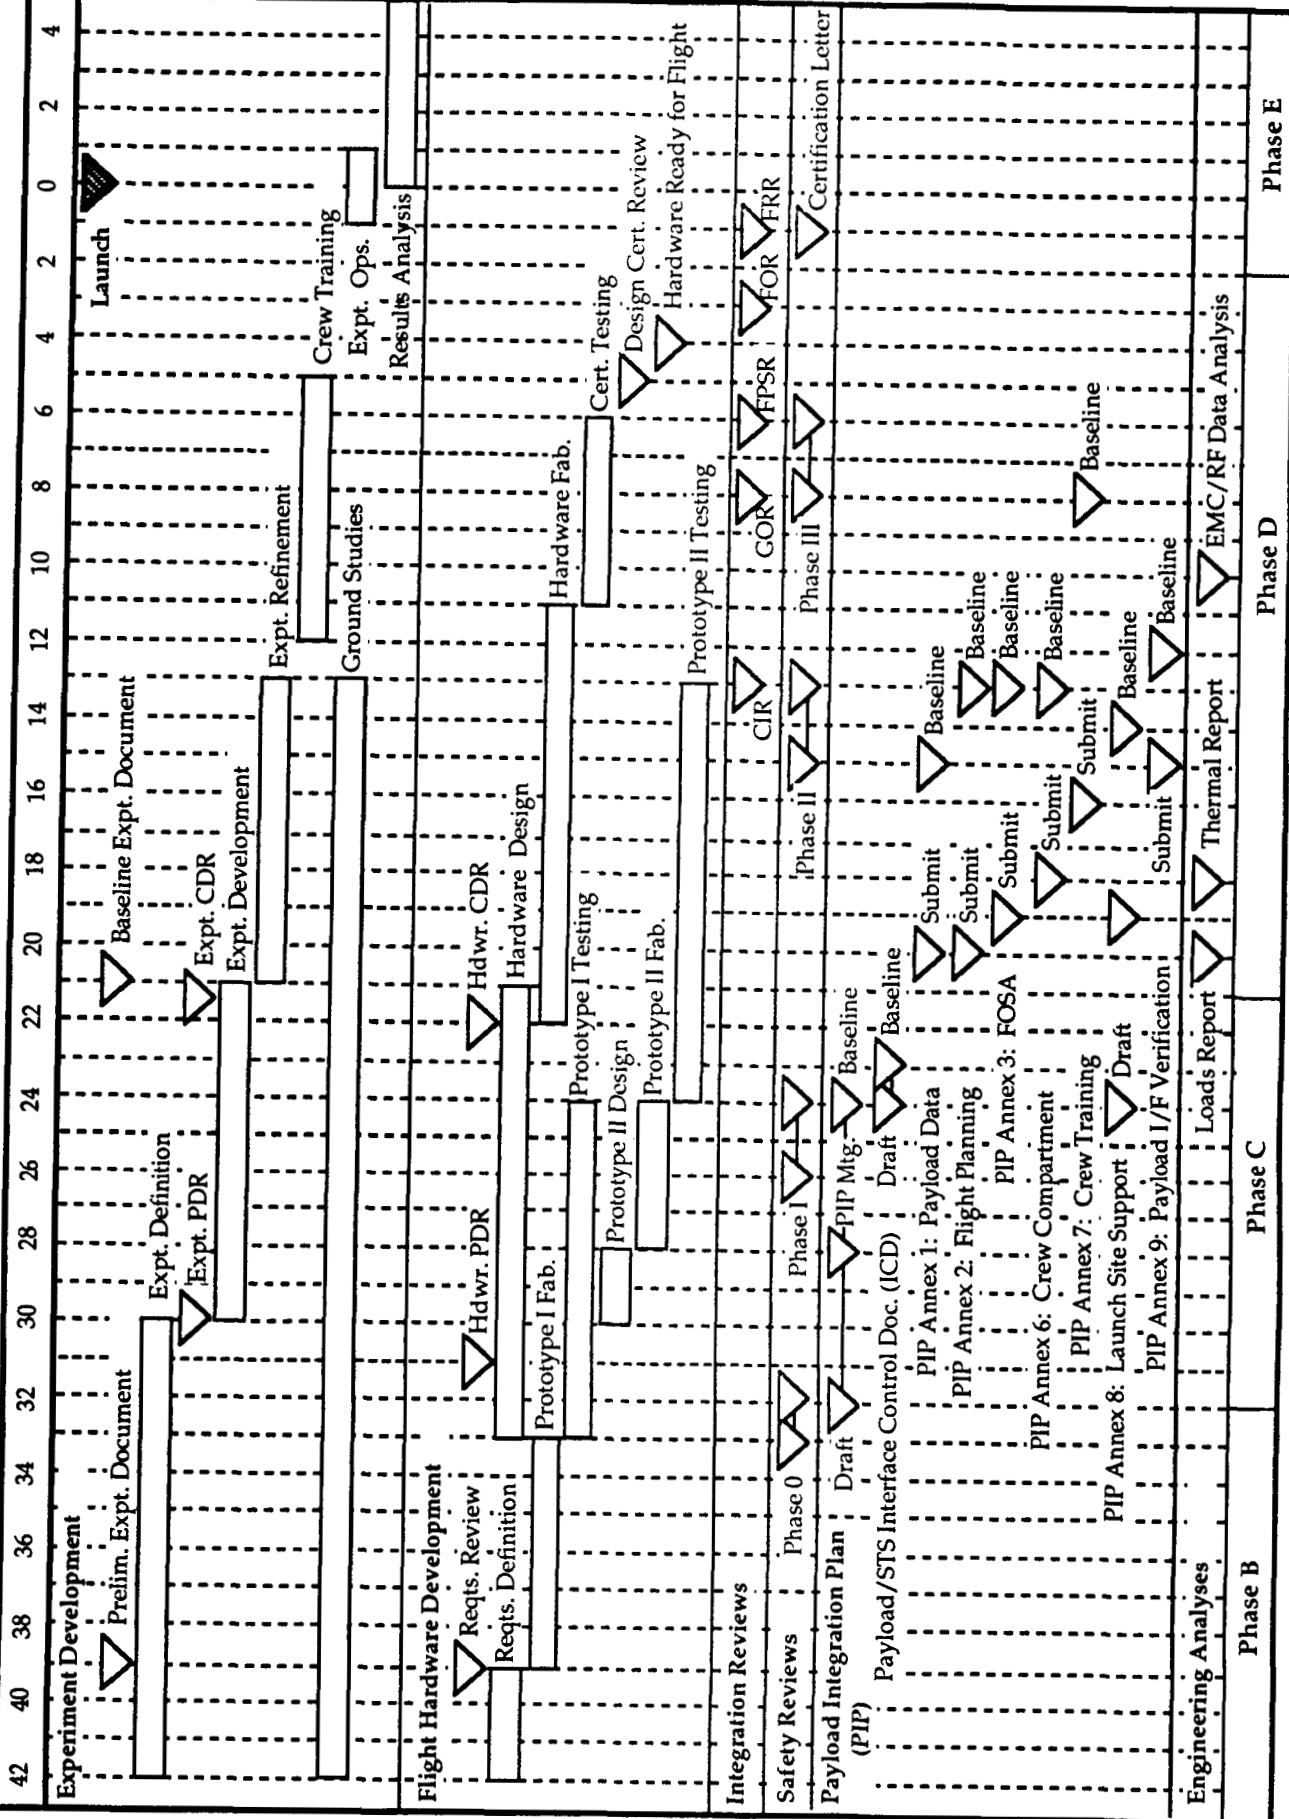 42 40 38 36 34 32 30 28 26 24 22 20 18 16 14 12 10 8 6 4 2 0 2 4
Experiment Development
Launch
Prelim. Expt. Document
Baseline Expt. Document
Expt. Definition
Expt. PDR
Expt. CDR
Expt. Development
Expt. Refinement
Crew Training
Ground Studies
Expt. Ops.
Results Analysis
Flight Hardware Development
Reqts. Review
Hdwr. PDR
Hdwr. CDR
Reqts. Definition
Hardware Design
Prototype I Fab.
Hardware Fab.
Prototype I Testing
Cert. Testing
Prototype II Design
Design Cert. Review
Prototype II Fab.
Hardware Ready for Flight
Prototype II Testing
Integration Reviews
CIR
GOR
FPSR
FOR
FRR
Safety Reviews
Phase 0
Phase I
Phase II
Phase III
Certification Letter
Payload Integration Plan
(PIP)
Draft
PIP Mtg.
Baseline
Payload/STS Interface Control Doc. (ICD)
Draft
Baseline
PIP Annex 1: Payload Data
Submit
Baseline
PIP Annex 2: Flight Planning
Submit
Baseline
PIP Annex 3: FOSA
Submit
Baseline
PIP Annex 6: Crew Compartment
Submit
Baseline
PIP Annex 7: Crew Training
Submit
Baseline
PIP Annex 8: Launch Site Support
Draft
Baseline
PIP Annex 9: Payload I/F Verification
Submit
Baseline
Engineering Analyses
Loads Report
Thermal Report
EMC/RF Data Analysis
Phase B
Phase C
Phase D
Phase E